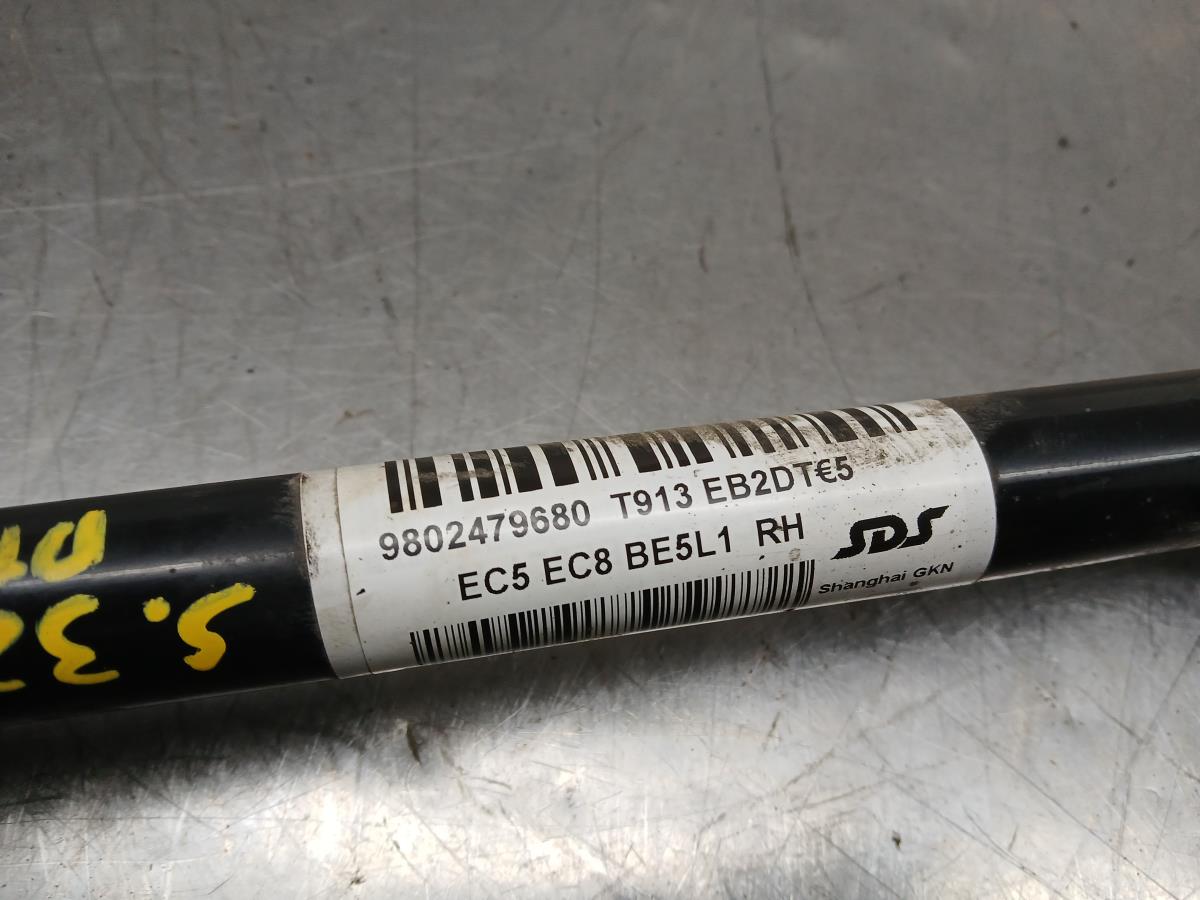 9802479680 T913 EB2DT€5
EC5 EC8 BE5L1 RH SDS
Shanghai GKN